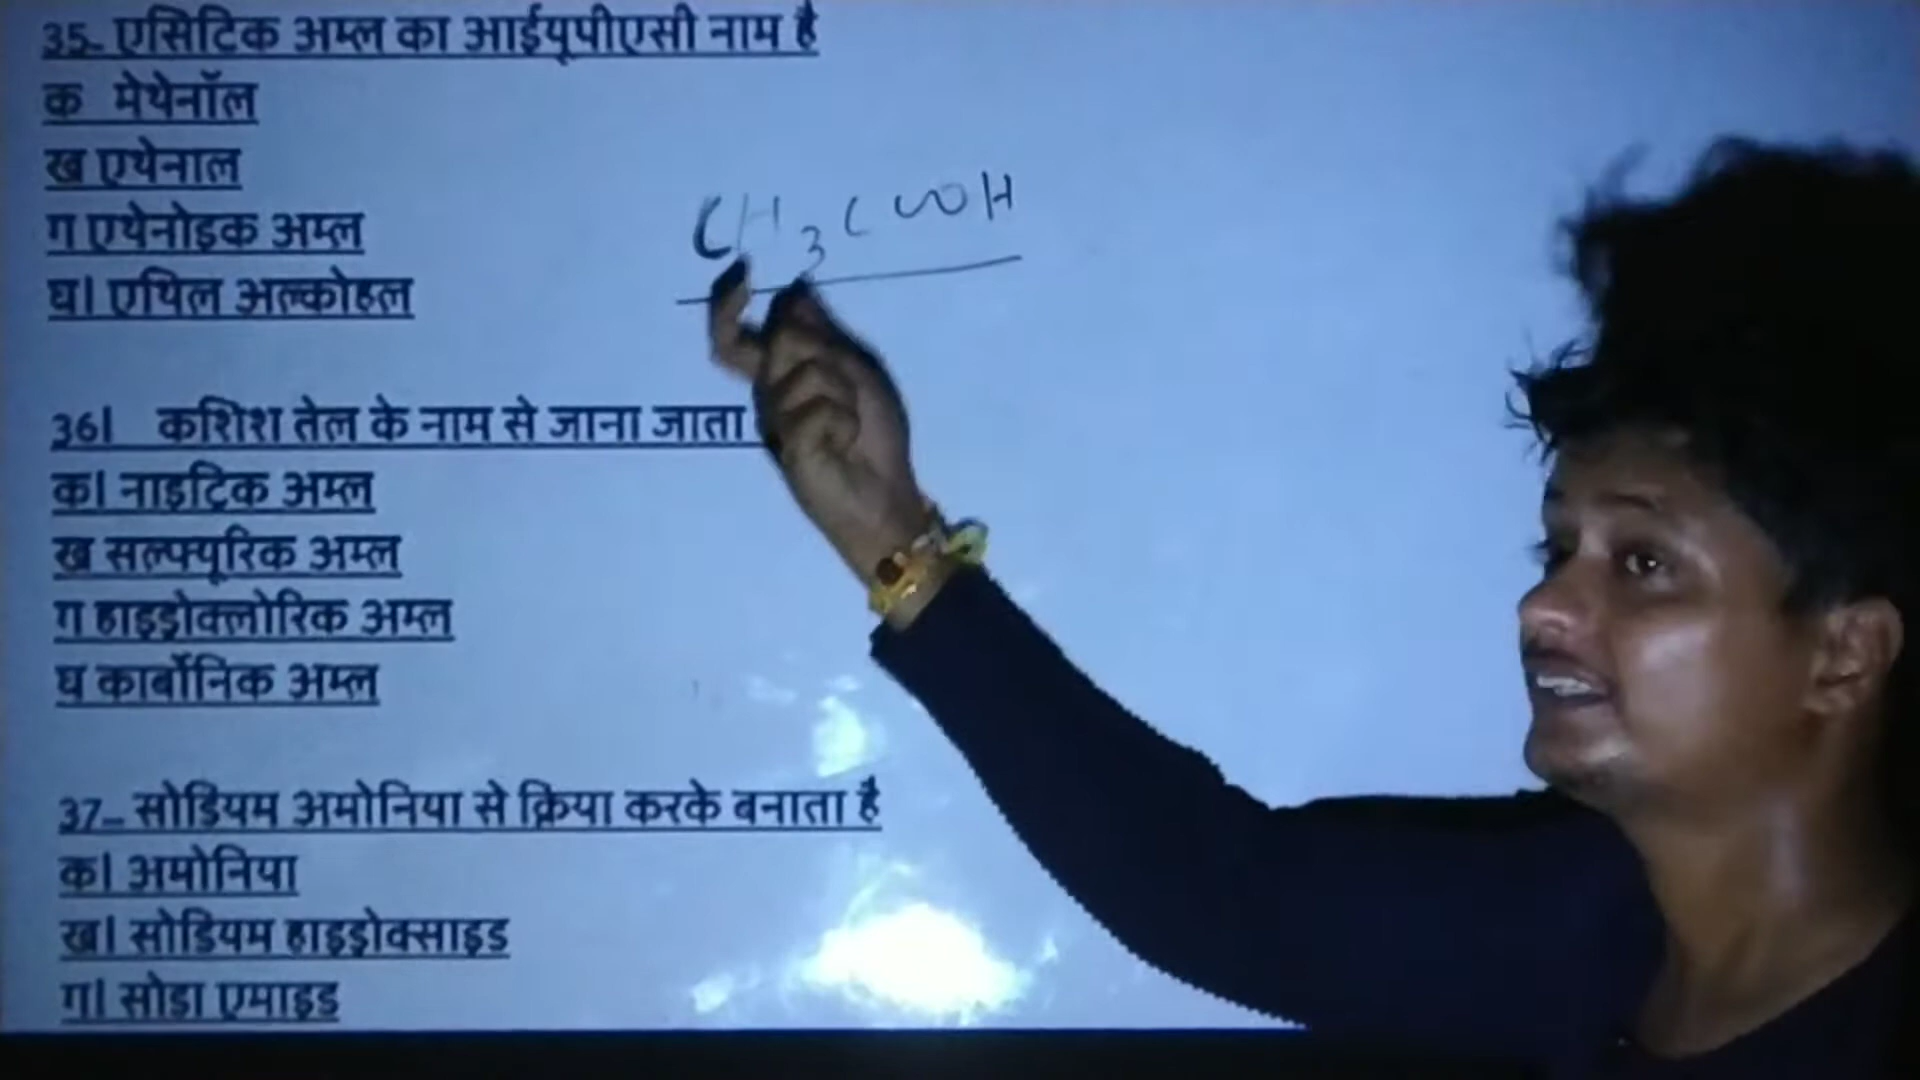 35- एसिटिक अम्ल का आईयूपीएसी नाम है
क मेथेनॉल
ख एथेनाल
ग एथेनोइक अम्ल
घ। एथिल अल्कोहल
CH3COOH
36। कशिश तेल के नाम से जाना जाता
क। नाइट्रिक अम्ल
ख सल्फ्यूरिक अम्ल
ग हाइड्रोक्लोरिक अम्ल
घ कार्बोनिक अम्ल
37- सोडियम अमोनिया से क्रिया करके बनाता है
क। अमोनिया
ख। सोडियम हाइड्रोक्साइड
ग। सोडा एमाइड